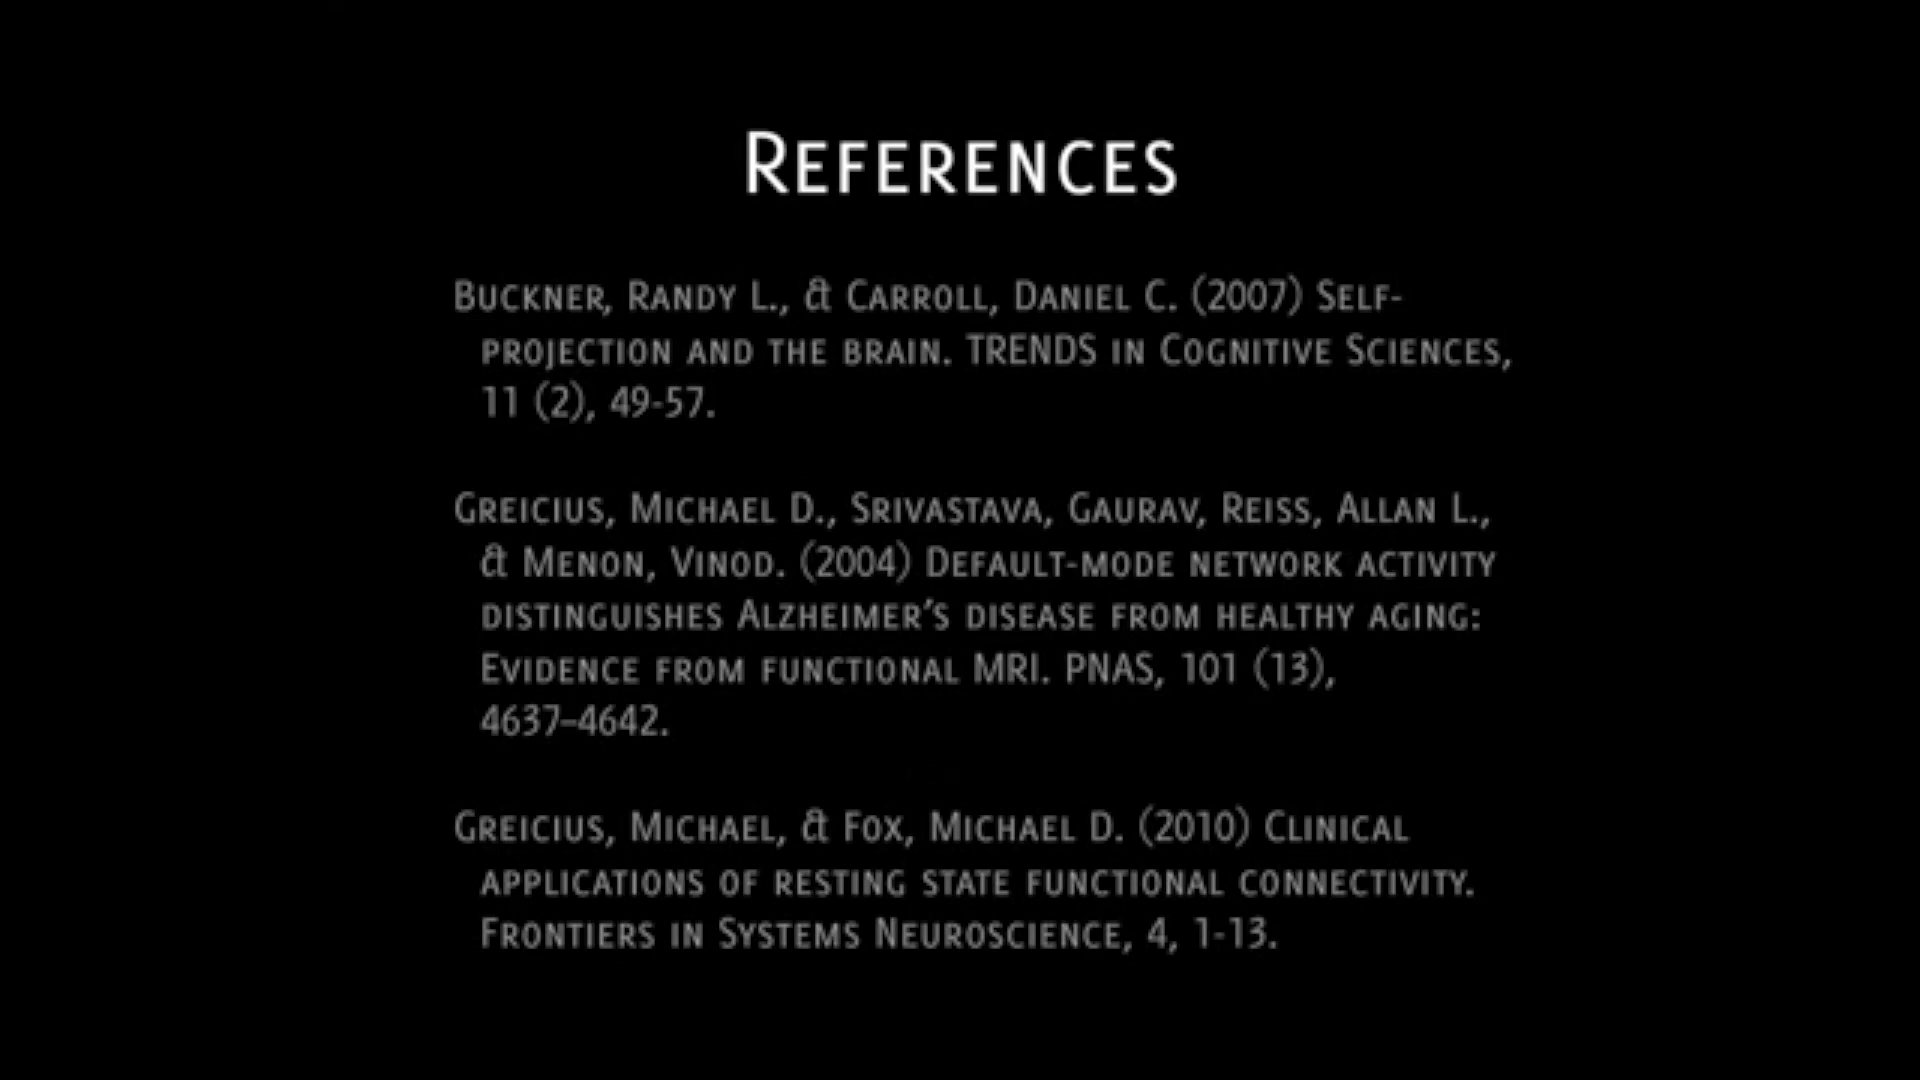 References
Buckner, Randy L., & Carroll, Daniel C. (2007) Self-
projection and the brain. TRENDS in Cognitive Sciences,
11 (2), 49-57.
Greicius, Michael D., Srivastava, Gaurav, Reiss, Allan L.,
& Menon, Vinod. (2004) Default-mode network activity
distinguishes Alzheimer’s disease from healthy aging:
Evidence from functional MRI. PNAS, 101 (13),
4637–4642.
Greicius, Michael, & Fox, Michael D. (2010) Clinical
applications of resting state functional connectivity.
Frontiers in Systems Neuroscience, 4, 1-13.